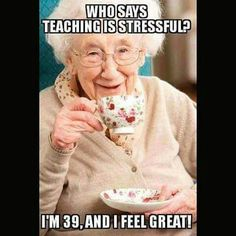 WHO SAYS
TEACHING IS STRESSFUL?
I'M 39, AND I FEEL GREAT!